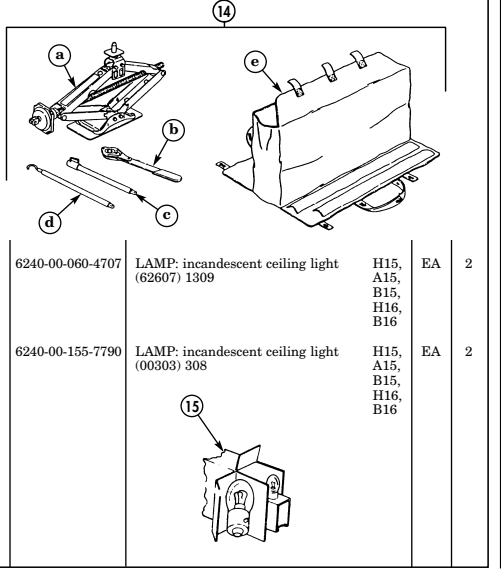 14
a
e
b
c
d
6240-00-060-4707 LAMP: incandescent ceiling light H15, EA 2
(62607) 1309 A15,
B15,
H16,
B16
6240-00-155-7790 LAMP: incandescent ceiling light H15, EA 2
(00303) 308 A15,
B15,
H16,
B16
15